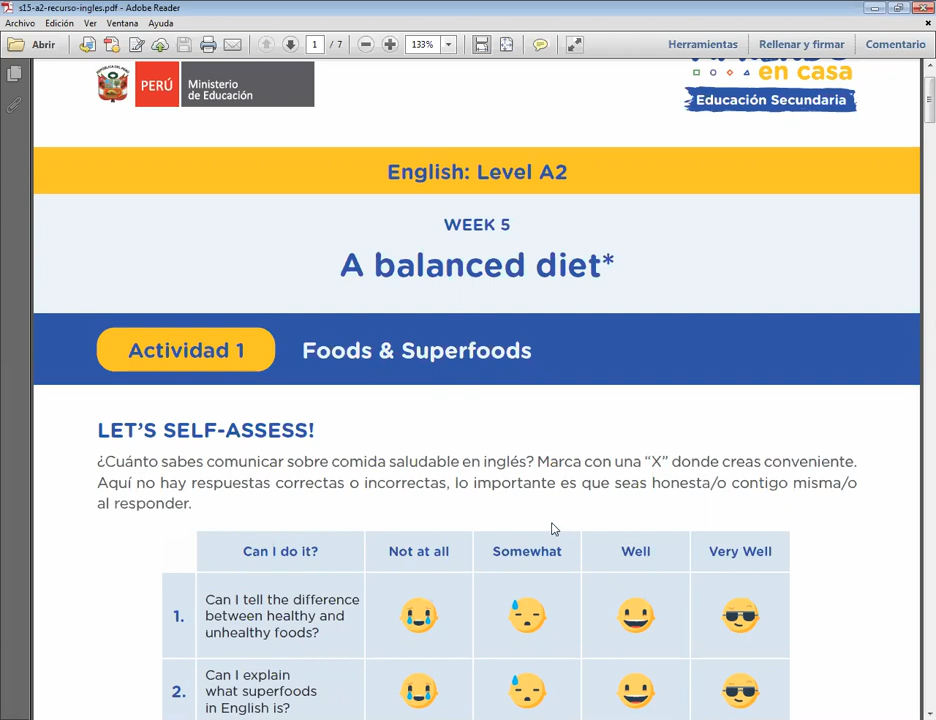 s15-a2-recurso-ingles.pdf - Adobe Reader
Archivo Edición Ver Ventana Ayuda
Abrir 1 / 7 133% Herramientas Rellenar y firmar Comentario
PERÚ Ministerio
de Educación
en casa
Educación Secundaria
English: Level A2
WEEK 5
A balanced diet*
Actividad 1 Foods & Superfoods
LET'S SELF-ASSESS!
¿Cuánto sabes comunicar sobre comida saludable en inglés? Marca con una “X” donde creas conveniente.
Aquí no hay respuestas correctas o incorrectas, lo importante es que seas honesta/o contigo misma/o
al responder.
Can I do it? Not at all Somewhat Well Very Well
1. Can I tell the difference
between healthy and
unhealthy foods?
2. Can I explain
what superfoods
in English is?